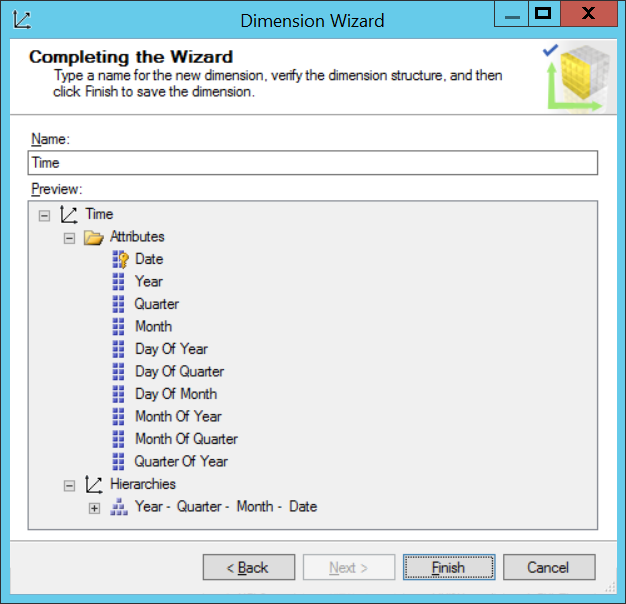 Dimension Wizard
Completing the Wizard
Type a name for the new dimension, verify the dimension structure, and then
click Finish to save the dimension.
Name:
Time
Preview:
Time
Attributes
Date
Year
Quarter
Month
Day Of Year
Day Of Quarter
Day Of Month
Month Of Year
Month Of Quarter
Quarter Of Year
Hierarchies
Year - Quarter - Month - Date
< Back Next > Finish Cancel